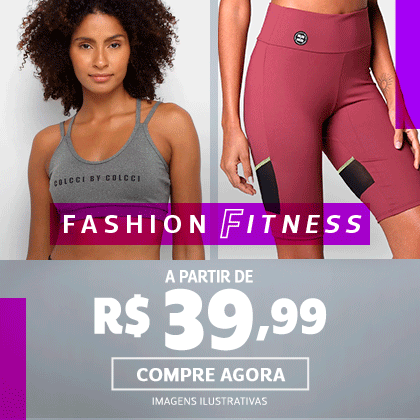 COLCCI BY COLCCI
FASHION FITNESS
A PARTIR DE
R$ 39,99
COMPRE AGORA
IMAGENS ILUSTRATIVAS